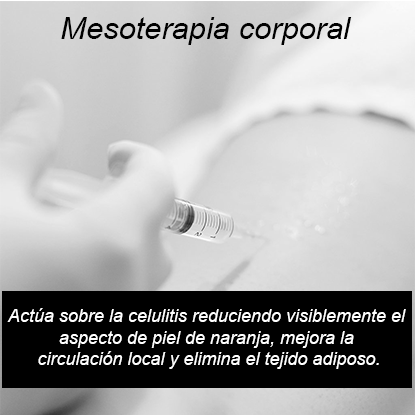 Mesoterapia corporal
Actúa sobre la celulitis reduciendo visiblemente el
aspecto de piel de naranja, mejora la
circulación local y elimina el tejido adiposo.